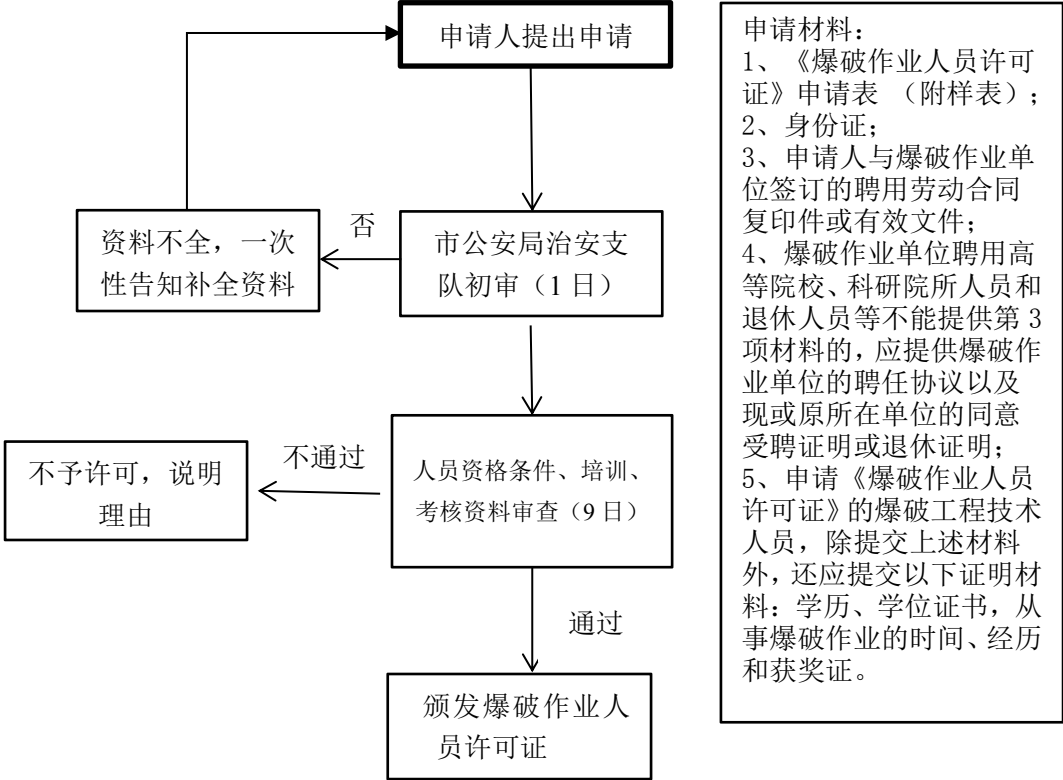 申请人提出申请
否
资料不全，一次
性告知补全资料
市公安局治安支
队初审（1 日）
不通过
不予许可，说明
理由
人员资格条件、培训、
考核资料审查（9 日）
通过
颁发爆破作业人
员许可证
申请材料：
1、《爆破作业人员许可
证》申请表 （附样表）；
2、身份证；
3、申请人与爆破作业单
位签订的聘用劳动合同
复印件或有效文件；
4、爆破作业单位聘用高
等院校、科研院所人员和
退休人员等不能提供第 3
项材料的，应提供爆破作
业单位的聘任协议以及
现或原所在单位的同意
受聘证明或退休证明；
5、申请《爆破作业人员
许可证》的爆破工程技术
人员，除提交上述材料
外，还应提交以下证明材
料：学历、学位证书，从
事爆破作业的时间、经历
和获奖证。